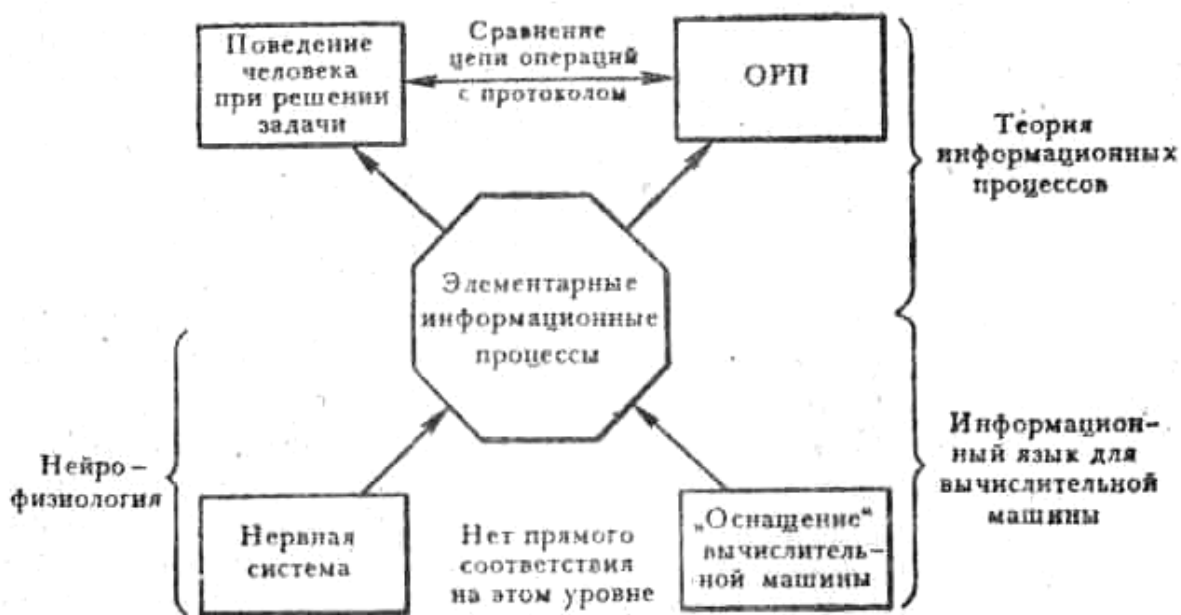 Поведение
человека
при решении
задачи
Сравнение
цепи операций
с протоколом
ОРП
Теория
информационных
процессов
Элементарные
информационные
процессы
Нейро-
физиология
Нервная
система
Нет прямого
соответствия
на этом уровне
„Оснащение“
вычислитель-
ной машины
Информацион-
ный язык для
вычислительной
машины